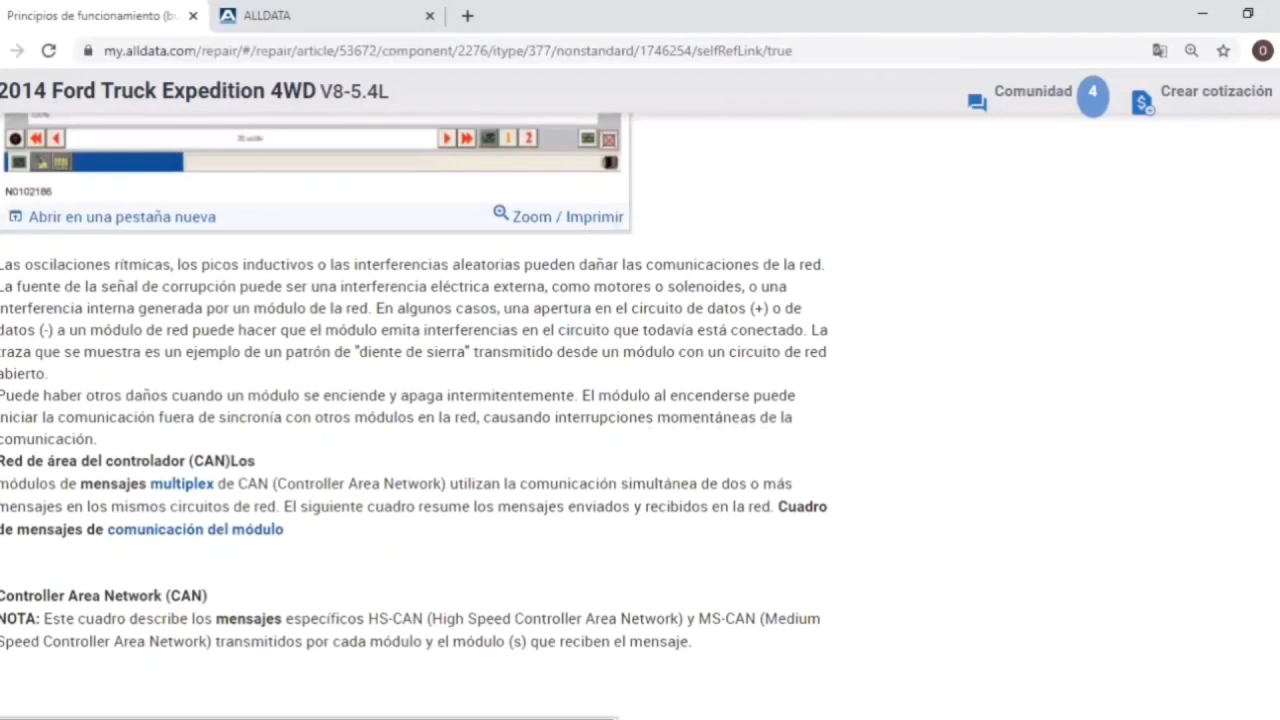 Principios de funcionamiento (b
ALLDATA
my.alldata.com/repair/#/repair/article/53672/component/2276/itype/377/nonstandard/1746254/selfRefLink/true
O
2014 Ford Truck Expedition 4WD V8-5.4L
Comunidad 4 Crear cotización
1 2
N0102186
Abrir en una pestaña nueva Zoom / Imprimir
Las oscilaciones rítmicas, los picos inductivos o las interferencias aleatorias pueden dañar las comunicaciones de la red.
La fuente de la señal de corrupción puede ser una interferencia eléctrica externa, como motores o solenoides, o una
interferencia interna generada por un módulo de la red. En algunos casos, una apertura en el circuito de datos (+) o de
datos (-) a un módulo de red puede hacer que el módulo emita interferencias en el circuito que todavía está conectado. La
traza que se muestra es un ejemplo de un patrón de "diente de sierra" transmitido desde un módulo con un circuito de red
abierto.
Puede haber otros daños cuando un módulo se enciende y apaga intermitentemente. El módulo al encenderse puede
iniciar la comunicación fuera de sincronía con otros módulos en la red, causando interrupciones momentáneas de la
comunicación.
Red de área del controlador (CAN)Los
módulos de mensajes multiplex de CAN (Controller Area Network) utilizan la comunicación simultánea de dos o más
mensajes en los mismos circuitos de red. El siguiente cuadro resume los mensajes enviados y recibidos en la red. Cuadro
de mensajes de comunicación del módulo
Controller Area Network (CAN)
NOTA: Este cuadro describe los mensajes específicos HS-CAN (High Speed Controller Area Network) y MS-CAN (Medium
Speed Controller Area Network) transmitidos por cada módulo y el módulo (s) que reciben el mensaje.